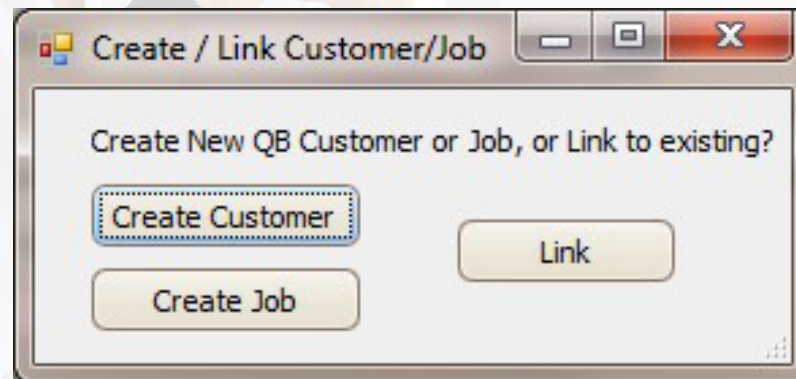 Create / Link Customer/Job
Create New QB Customer or Job, or Link to existing?
Create Customer
Link
Create Job